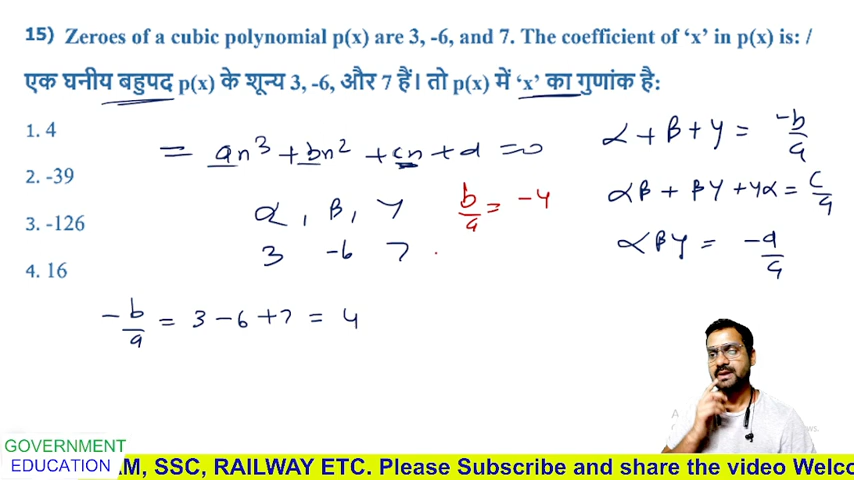 15) Zeroes of a cubic polynomial p(x) are 3, -6, and 7. The coefficient of ‘x’ in p(x) is: /
एक घनीय बहुपद p(x) के शून्य 3, -6, और 7 हैं। तो p(x) में ‘x’ का गुणांक है:
1. 4
2. -39
3. -126
4. 16
= an³ + bn² + cn + d = 0
α, β, γ
3 -6 7
b/a = -4
α + β + γ = -b/a
αβ + βγ + γα = c/a
αβγ = -d/a
-b/a = 3 - 6 + 7 = 4
GOVERNMENT
EDUCATION
AM, SSC, RAILWAY ETC. Please Subscribe and share the video Welco